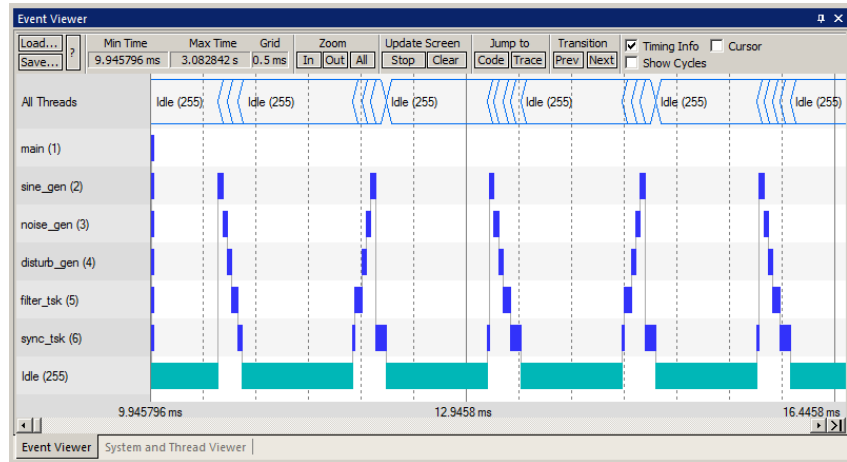 Event Viewer
Load... ? Min Time Max Time Grid Zoom Update Screen Jump to Transition Timing Info Cursor
Save... 9.945796 ms 3.082842 s 0.5 ms In Out All Stop Clear Code Trace Prev Next Show Cycles
All Threads Idle (255) Idle (255) Idle (255) Idle (255) Idle (255) Idle (255)
main (1)
sine_gen (2)
noise_gen (3)
disturb_gen (4)
filter_tsk (5)
sync_tsk (6)
Idle (255)
9.945796 ms 12.9458 ms 16.4458 ms
Event Viewer System and Thread Viewer